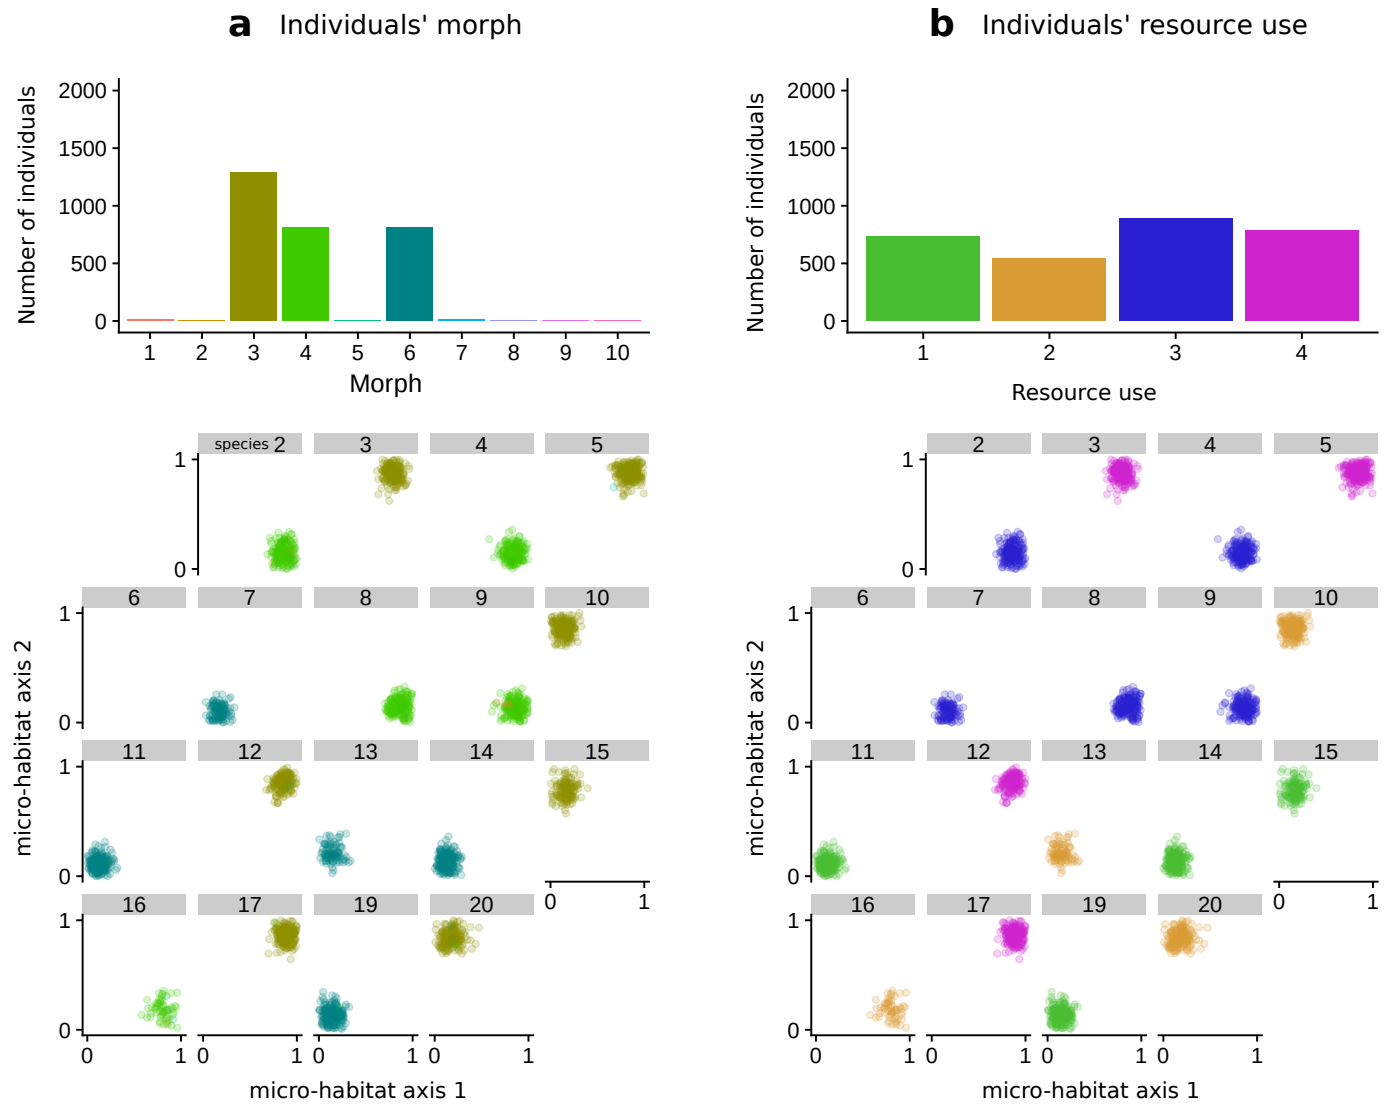 a Individuals' morph
b Individuals' resource use
Number of individuals
2000
1500
1000
500
0
1 2 3 4 5 6 7 8 9 10
Morph
Number of individuals
2000
1500
1000
500
0
1 2 3 4
Resource use
micro-habitat axis 2
species 2 3 4 5
1
0
6 7 8 9 10
1
0
11 12 13 14 15
1
0
0 1
16 17 19 20
1
0
0 1 0 1 0 1 0 1
micro-habitat axis 1
micro-habitat axis 2
2 3 4 5
1
0
6 7 8 9 10
1
0
11 12 13 14 15
1
0
0 1
16 17 19 20
1
0
0 1 0 1 0 1 0 1
micro-habitat axis 1